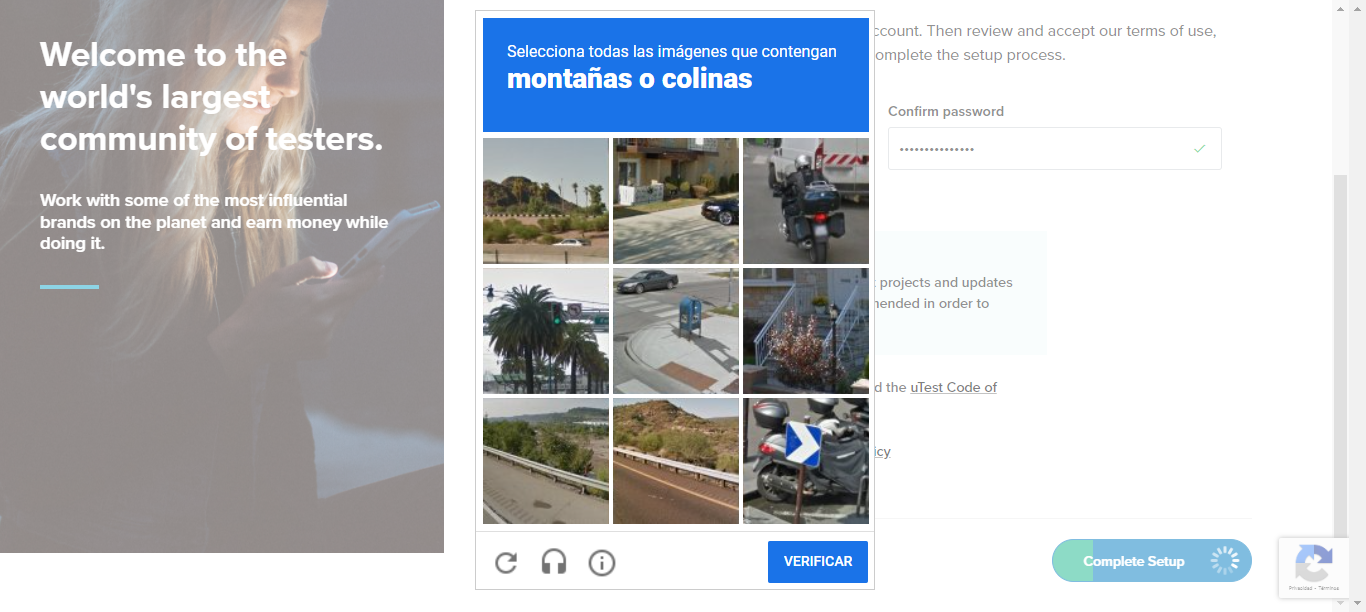 Welcome to the
world's largest
community of testers.
Work with some of the most influential
brands on the planet and earn money while
doing it.
Selecciona todas las imágenes que contengan
montañas o colinas
VERIFICAR
ccount. Then review and accept our terms of use,
omplete the setup process.
Confirm password
•••••••••••••••
projects and updates
nended in order to
d the uTest Code of
icy
Complete Setup
Privacidad - Términos